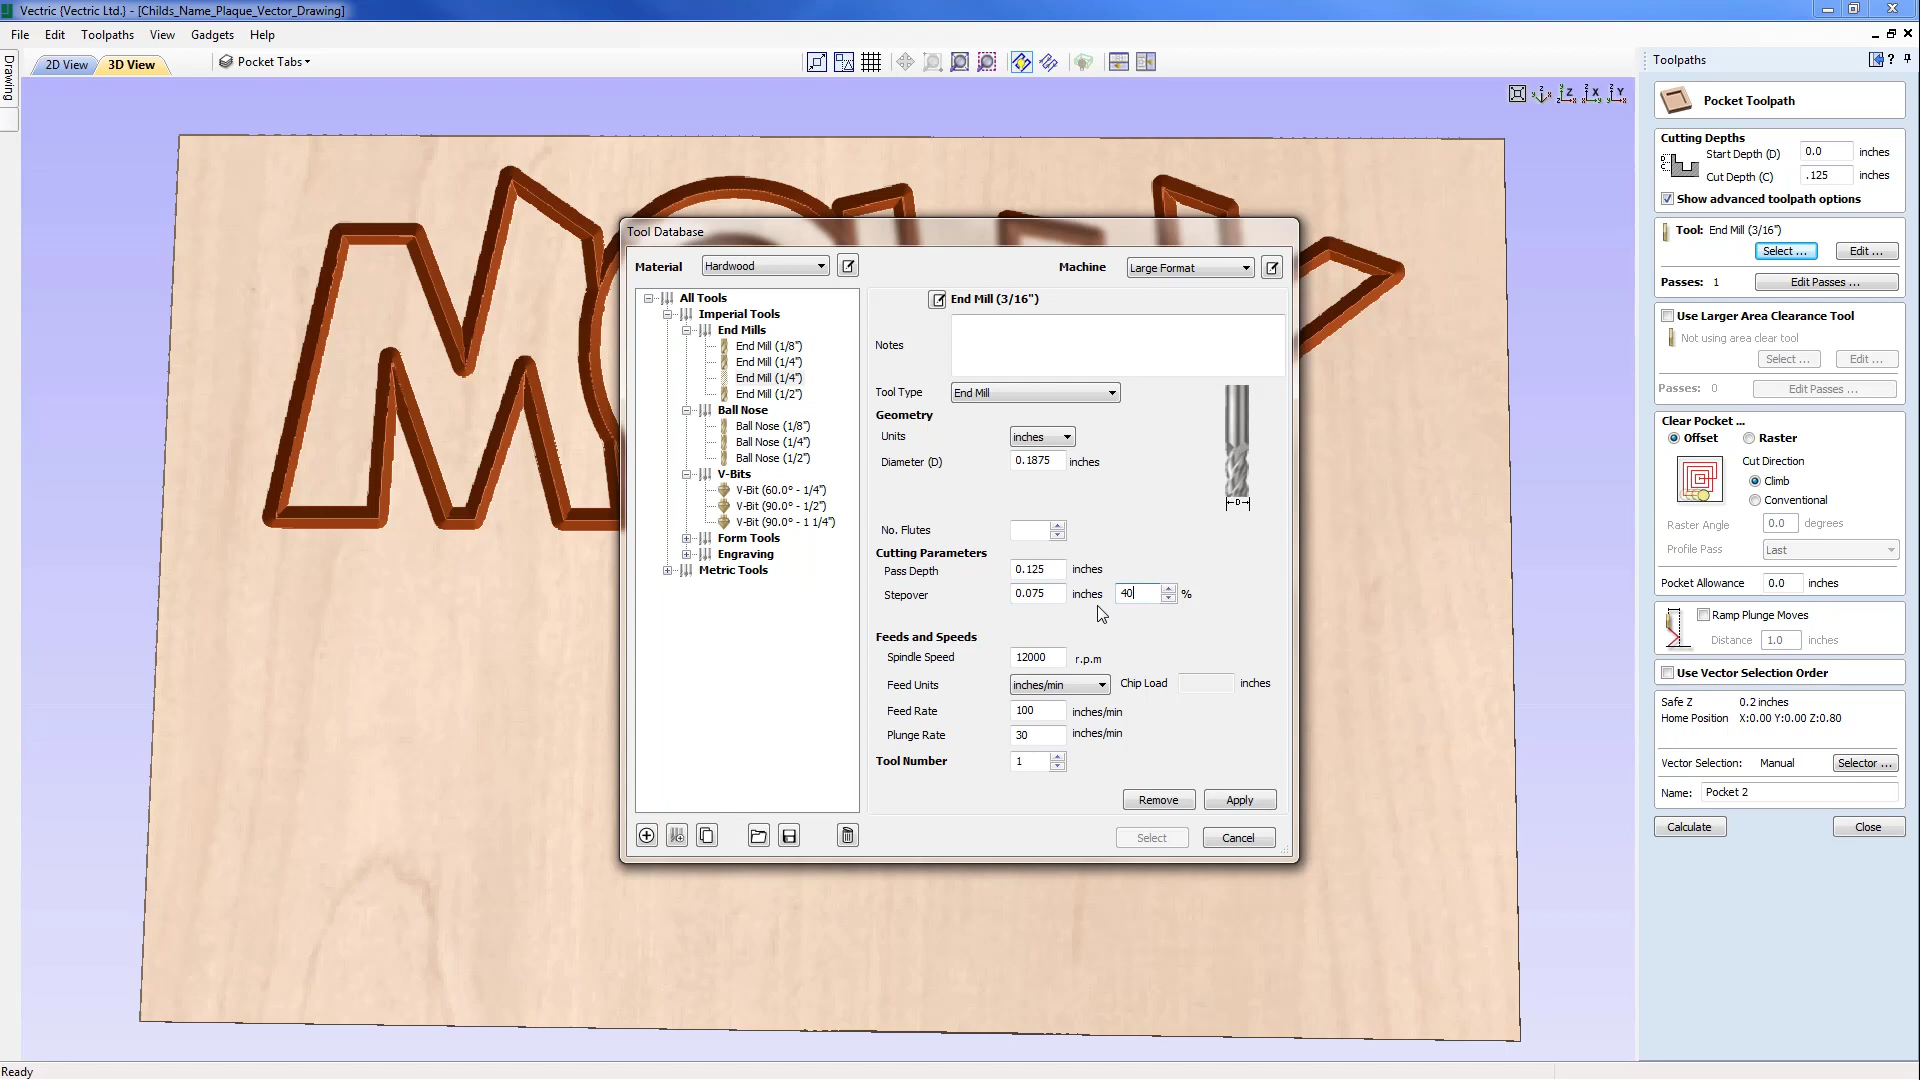 Vectric {Vectric Ltd.} - [Childs_Name_Plaque_Vector_Drawing]
File Edit Toolpaths View Gadgets Help
Drawing
2D View 3D View Pocket Tabs
Toolpaths
Pocket Toolpath
Cutting Depths
Start Depth (D) 0.0 inches
Cut Depth (C) .125 inches
Show advanced toolpath options
Tool: End Mill (3/16")
Select ... Edit ...
Passes: 1 Edit Passes ...
Use Larger Area Clearance Tool
Not using area clear tool
Select ... Edit ...
Passes: 0 Edit Passes ...
Clear Pocket ...
Offset Raster
Cut Direction
Climb
Conventional
Raster Angle 0.0 degrees
Profile Pass Last
Pocket Allowance 0.0 inches
Ramp Plunge Moves
Distance 1.0 inches
Use Vector Selection Order
Safe Z 0.2 inches
Home Position X:0.00 Y:0.00 Z:0.80
Vector Selection: Manual Selector ...
Name: Pocket 2
Calculate Close
Tool Database
Material Hardwood
Machine Large Format
All Tools
Imperial Tools
End Mills
End Mill (1/8")
End Mill (1/4")
End Mill (1/4")
End Mill (1/2")
Ball Nose
Ball Nose (1/8")
Ball Nose (1/4")
Ball Nose (1/2")
V-Bits
V-Bit (60.0° - 1/4")
V-Bit (90.0° - 1/2")
V-Bit (90.0° - 1 1/4")
Form Tools
Engraving
Metric Tools
End Mill (3/16")
Notes
Tool Type End Mill
Geometry
Units inches
Diameter (D) 0.1875 inches
D
No. Flutes
Cutting Parameters
Pass Depth 0.125 inches
Stepover 0.075 inches 40 %
Feeds and Speeds
Spindle Speed 12000 r.p.m
Feed Units inches/min Chip Load inches
Feed Rate 100 inches/min
Plunge Rate 30 inches/min
Tool Number 1
Remove Apply
Select Cancel
Ready